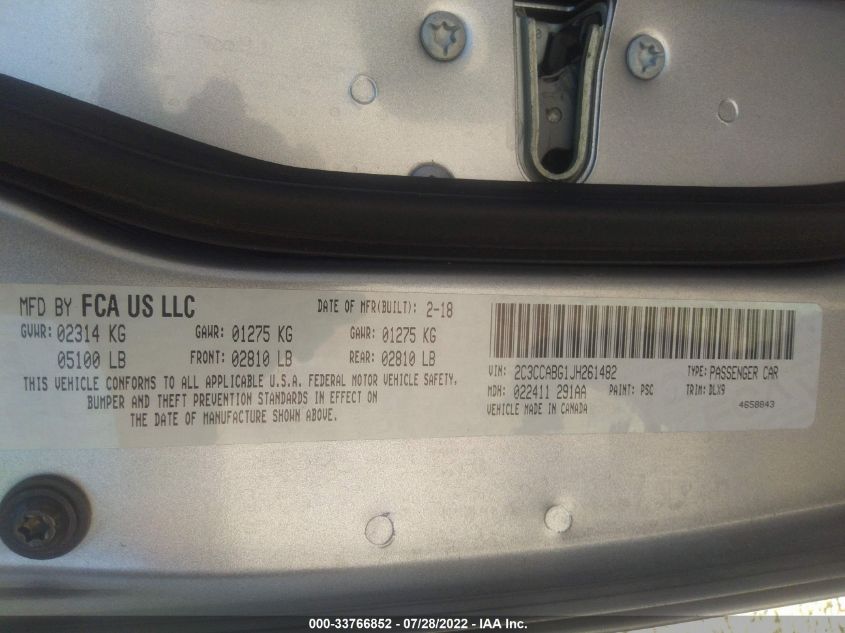 MFD BY FCA US LLC DATE OF MFR(BUILT): 2-18
GVWR: 02314 KG GAWR: 01275 KG GAWR: 01275 KG
05100 LB FRONT: 02810 LB REAR: 02810 LB
THIS VEHICLE CONFORMS TO ALL APPLICABLE U.S.A. FEDERAL MOTOR VEHICLE SAFETY,
BUMPER AND THEFT PREVENTION STANDARDS IN EFFECT ON
THE DATE OF MANUFACTURE SHOWN ABOVE.
VIN: 2C3CCABG1JH261482 TYPE: PASSENGER CAR
MDH: 022411 291AA PAINT: PSC TRIM: DLX9
VEHICLE MADE IN CANADA 4658843
000-33766852 / 07/28/2022 - IAA Inc.